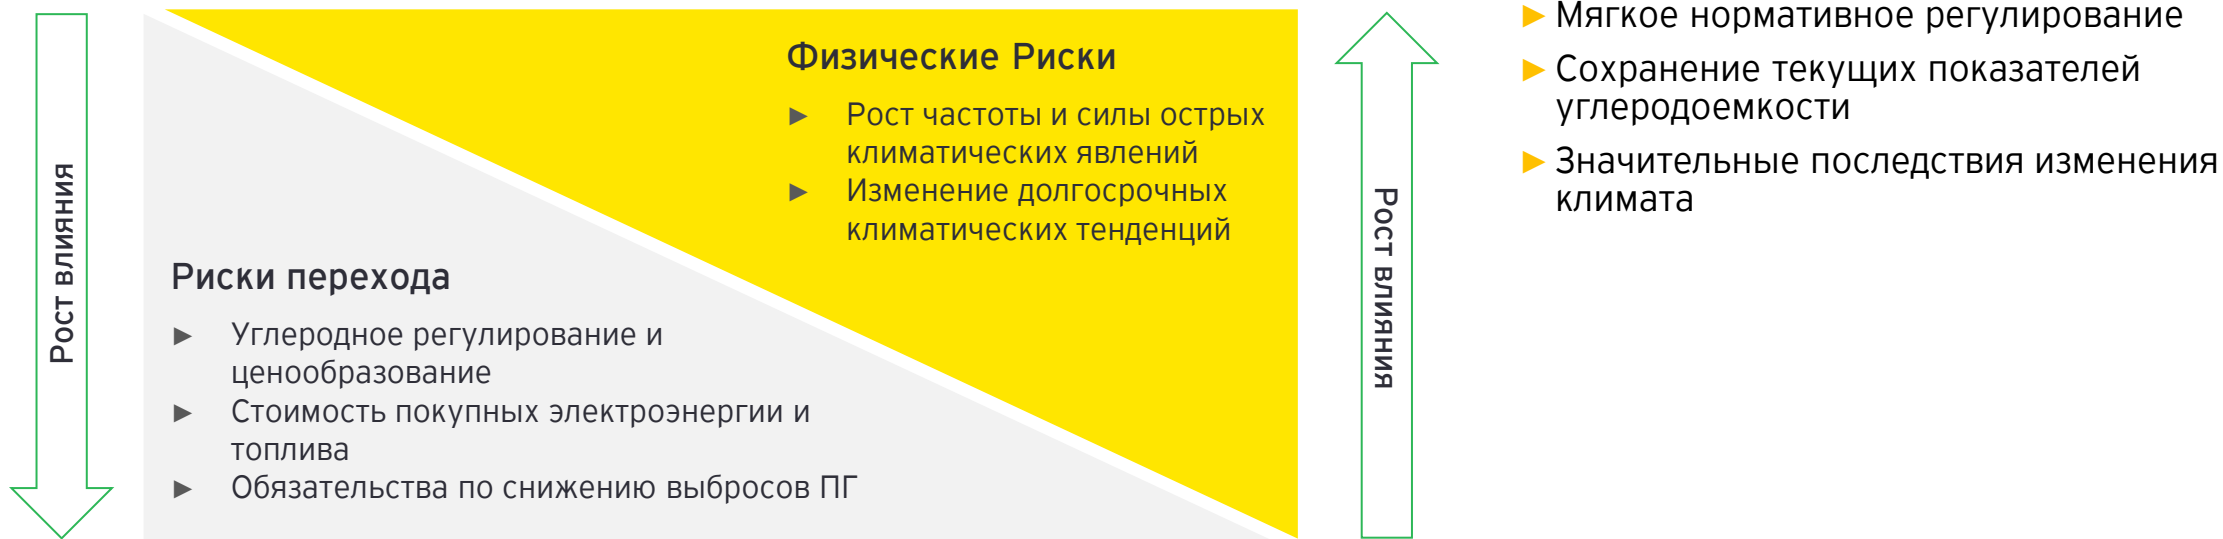 Рост влияния
Физические Риски
► Рост частоты и силы острых
климатических явлений
► Изменение долгосрочных
климатических тенденций
Риски перехода
► Углеродное регулирование и
ценообразование
► Стоимость покупных электроэнергии и
топлива
► Обязательства по снижению выбросов ПГ
Рост влияния
► Мягкое нормативное регулирование
► Сохранение текущих показателей
углеродоемкости
► Значительные последствия изменения
климата